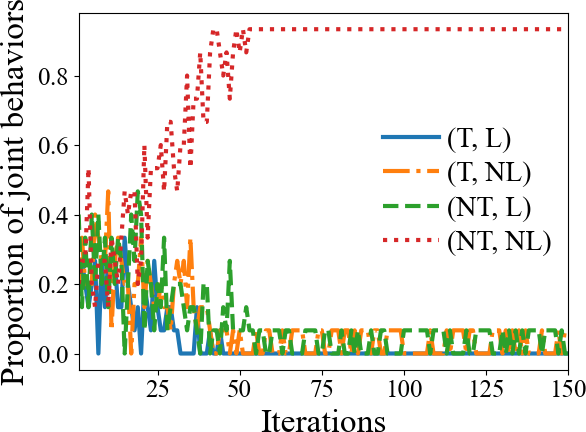 Proportion of joint behaviors
0.8
0.6
0.4
0.2
0.0
(T, L)
(T, NL)
(NT, L)
(NT, NL)
25
50
75
100
125
150
Iterations